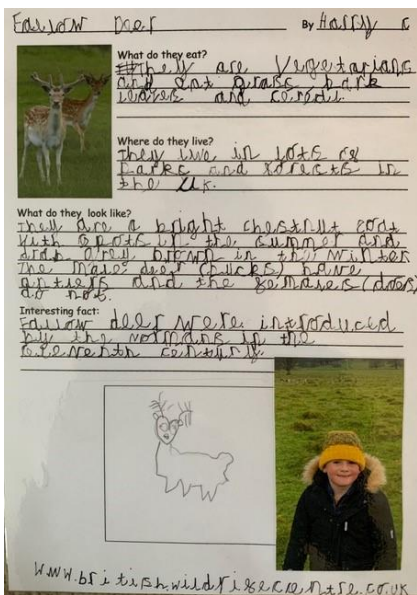 Fallow Deer By Harry C
What do they eat?
They are vegetarians
and eat grass bark
leaves and
Where do they live?
They live in lots of
Parks and forests in
the UK.
What do they look like?
They are a bright chestnut coat
with spots in the summer and
drab grey brown in the winter
The male deer (bucks) have
antlers and the females (does)
do not.
Interesting fact:
Fallow deer were introduced
by the normans in the
eleventh century.
www.britishwildlifecentre.co.uk